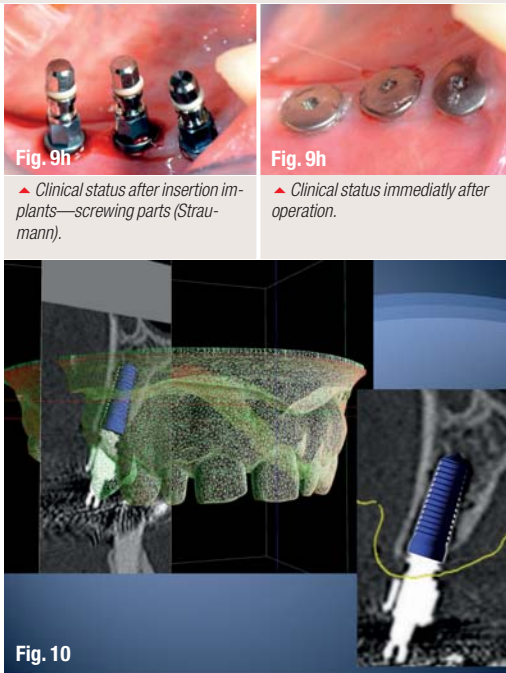 Fig. 9h
▲ Clinical status after insertion im-
plants—screwing parts (Strau-
mann).
Fig. 9h
▲ Clinical status immediatly after
operation.
Fig. 10